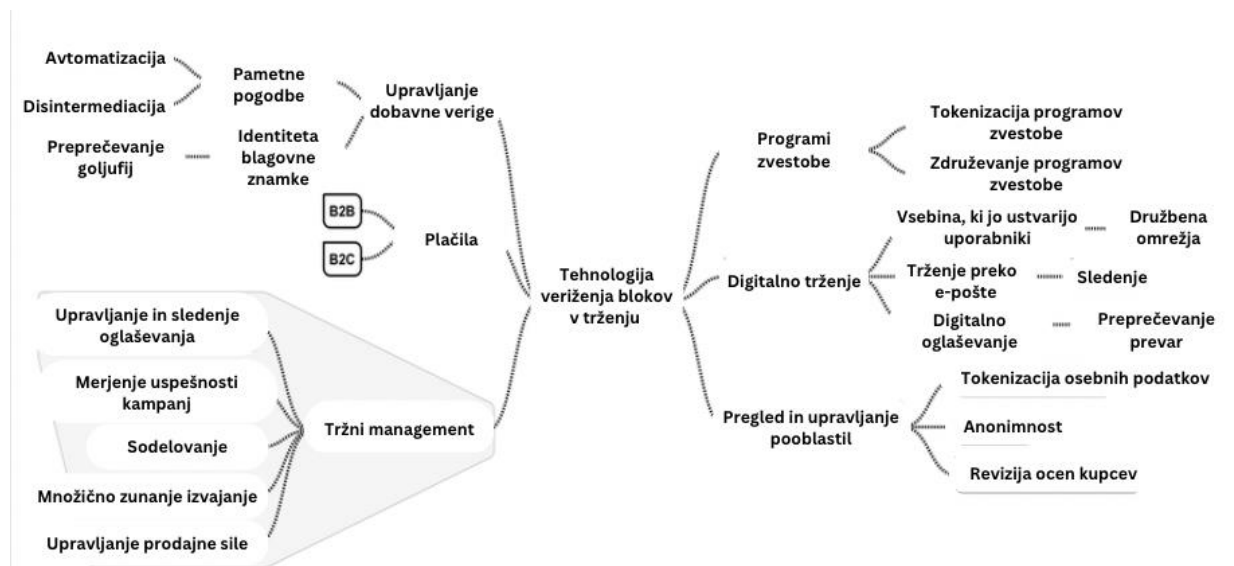 Avtomatizacija
Disintermediacija
Pametne
pogodbe
Upravljanje
dobavne verige
Preprečevanje
goljufij
Identiteta
blagovne
znamke
B2B
B2C
Plačila
Upravljanje in sledenje
oglaševanja
Merjenje uspešnosti
kampanj
Sodelovanje
Množično zunanje izvajanje
Upravljanje prodajne sile
Tržni management
Tehnologija
veriženja blokov
v trženju
Programi
zvestobe
Tokenizacija programov
zvestobe
Združevanje programov
zvestobe
Digitalno trženje
Vsebina, ki jo ustvarijo
uporabniki
Družbena
omrežja
Trženje preko
e-pošte
Sledenje
Digitalno
oglaševanje
Preprečevanje
prevar
Pregled in upravljanje
pooblastil
Tokenizacija osebnih podatkov
Anonimnost
Revizija ocen kupcev